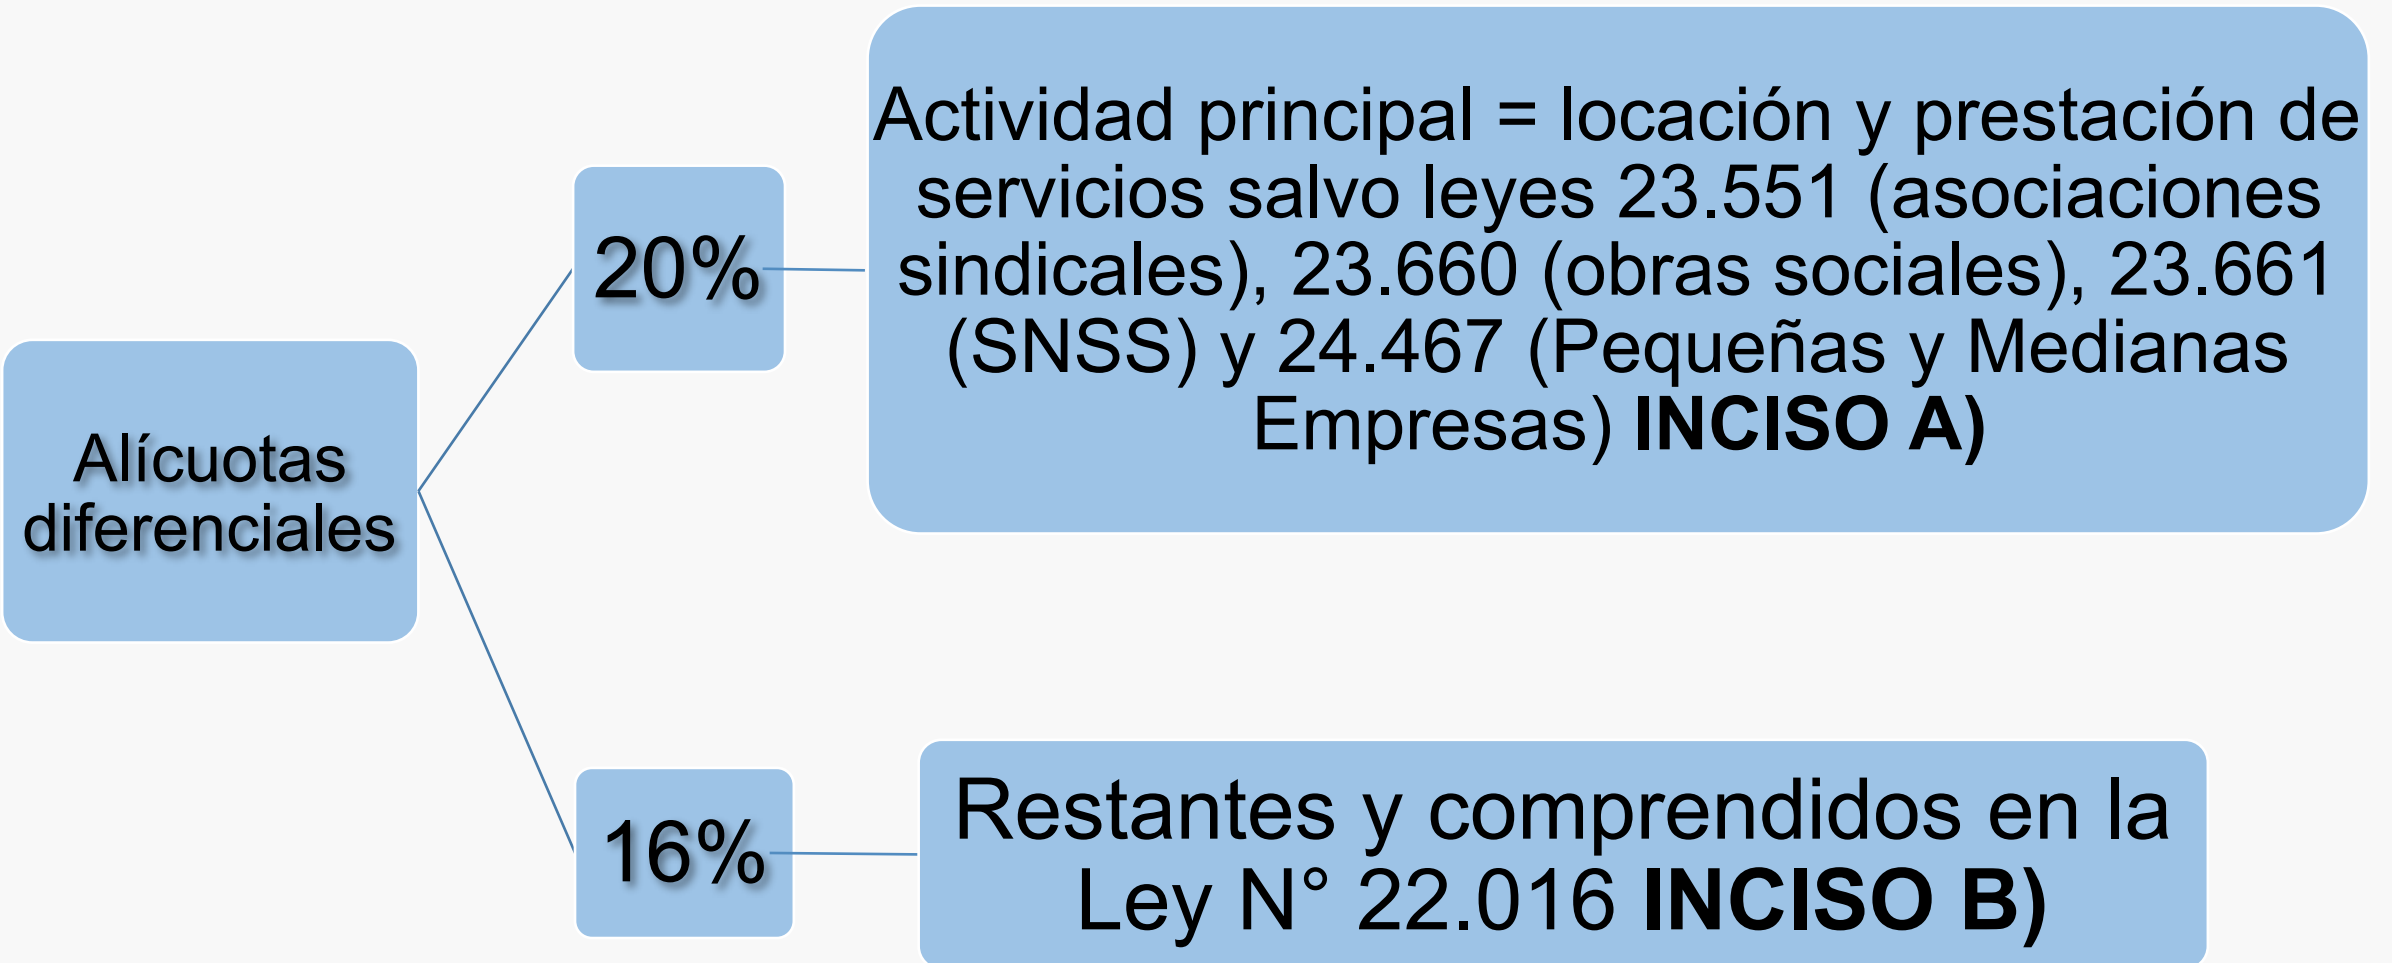 Alícuotas
diferenciales
20%
Actividad principal = locación y prestación de
servicios salvo leyes 23.551 (asociaciones
sindicales), 23.660 (obras sociales), 23.661
(SNSS) y 24.467 (Pequeñas y Medianas
Empresas) INCISO A)
16%
Restantes y comprendidos en la
Ley N° 22.016 INCISO B)